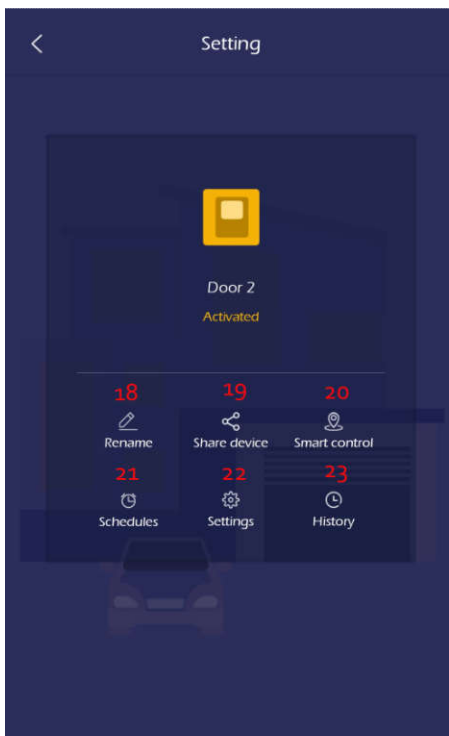 Setting
Door 2
Activated
18 19 20
Rename Share device Smart control
21 22 23
Schedules Settings History